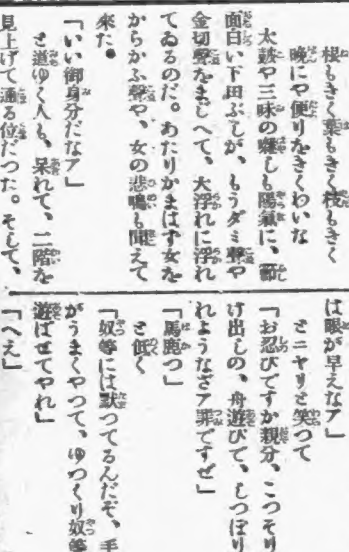 根もきく葉もきく枝もきく
晩にや便りをきくわいな
太鼓や三味の囃しも陽氣に、節
面白い下田ぶしが、もうダミ聲や
金切聲をまじへて、大浮れに浮れ
てゐるのだ。あたりかまはず女を
からかふ聲や、女の悲鳴も聞えて
來た。
「いい御身分だなア」
と道ゆく人も、呆れて、二階を
見上げて通る位だつた。そして、
は眼が早えなア」
とニヤリと笑つて
「お忍びですか親分、こつそり
け出しの、舟遊びで、しつぽり
れようなざア罪ですぜ」
「馬鹿つ」
と低く
「奴等には默つてるんだぞ、手
がうまくやつて、ゆつくり奴等
遊ばせてやれ」
「へえ」